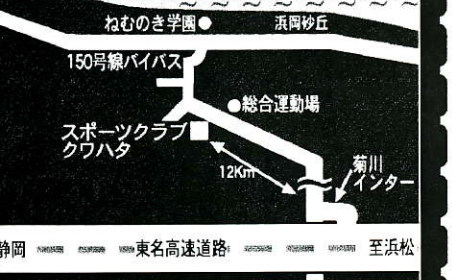 ねむのき学園
浜岡砂丘
150号線バイパス
総合運動場
スポーツクラブ
クワハタ
12Km
菊川
インター
静岡
東名高速道路
至浜松